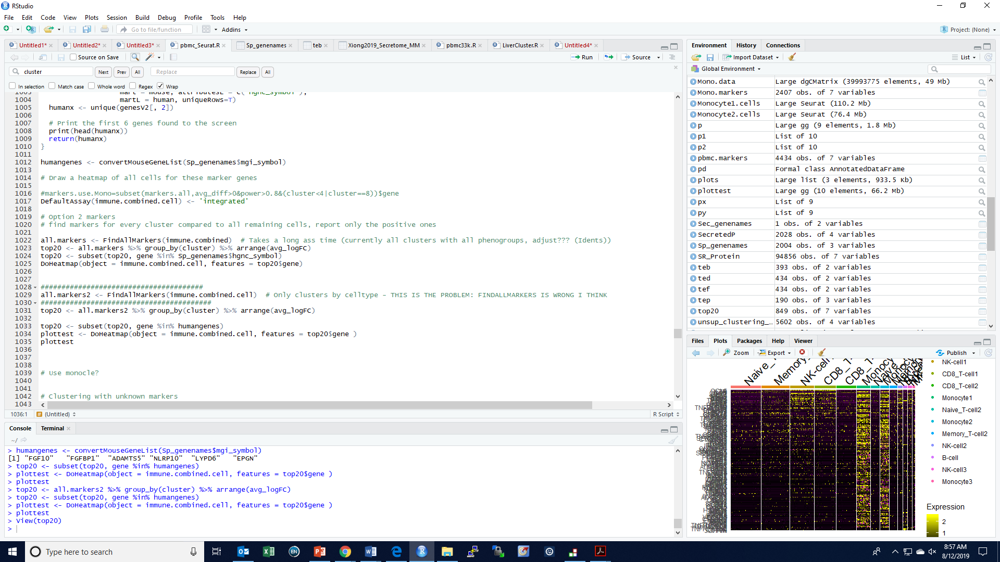 RStudio
File Edit Code View Plots Session Build Debug Profile Tools Help
Go to file/function Addins Project: (None)
Untitled1* Untitled2* Untitled3* pbmc_Seurat.R Sp_genenames teb Xiong2019_Secretome_MM pbmc33k.R LiverCluster.R Untitled4*
Source on Save Run Source
cluster Next Prev All Replace Replace All
In selection Match case Whole word Regex Wrap
1003 mart = mouse, attributesL = c("hgnc_symbol"),
1004 martL = human, uniqueRows=T)
1005 humanx <- unique(genesV2[, 2])
1006
1007 # Print the first 6 genes found to the screen
1008 print(head(humanx))
1009 return(humanx)
1010 }
1011
1012 humangenes <- convertMouseGeneList(Sp_genenames$mgi_symbol)
1013
1014 # Draw a heatmap of all cells for these marker genes
1015
1016 #markers.use.Mono=subset(markers.all,avg_diff>0&power>0.8&(cluster<4|cluster==8))$gene
1017 DefaultAssay(immune.combined.cell) <- 'integrated'
1018
1019 # Option 2 markers
1020 # find markers for every cluster compared to all remaining cells, report only the positive ones
1021
1022 all.markers <- FindAllMarkers(immune.combined) # Takes a long ass time (currently all clusters with all phenogroups, adjust??? (Idents))
1023 top20 <- all.markers %>% group_by(cluster) %>% arrange(avg_logFC)
1024 top20 <- subset(top20, gene %in% Sp_genenames$hgnc_symbol)
1025 DoHeatmap(object = immune.combined.cell, features = top20$gene)
1026
1027
1028 #######################################
1029 all.markers2 <- FindAllMarkers(immune.combined.cell) # Only clusters by celltype - THIS IS THE PROBLEM: FINDALLMARKERS IS WRONG I THINK
1030 #########################################
1031 top20 <- all.markers2 %>% group_by(cluster) %>% arrange(avg_logFC)
1032
1033 top20 <- subset(top20, gene %in% humangenes)
1034 plottest <- DoHeatmap(object = immune.combined.cell, features = top20$gene )
1035 plottest
1036
1037
1038
1039 # Use monocle?
1040
1041
1042 # Clustering with unknown markers
1043
1036:1 (Untitled) R Script
Console Terminal
~/
> humangenes <- convertMouseGeneList(Sp_genenames$mgi_symbol)
[1] "FGF10" "FGFBP1" "ADAMTS5" "NLRP10" "LYPD6" "EPGN"
> top20 <- subset(top20, gene %in% humangenes)
> plottest <- DoHeatmap(object = immune.combined.cell, features = top20$gene )
> plottest
> top20 <- all.markers2 %>% group_by(cluster) %>% arrange(avg_logFC)
> top20 <- subset(top20, gene %in% humangenes)
> plottest <- DoHeatmap(object = immune.combined.cell, features = top20$gene )
> plottest
> View(top20)
>
Environment History Connections
Import Dataset List
Global Environment
Mono.data Large dgCMatrix (39993775 elements, 49 Mb)
Mono.markers 2407 obs. of 7 variables
Monocyte1.cells Large Seurat (110.2 Mb)
Monocyte2.cells Large Seurat (76.4 Mb)
p Large gg (9 elements, 1.8 Mb)
p1 List of 10
p2 List of 10
pbmc.markers 4434 obs. of 7 variables
pd Formal class AnnotatedDataFrame
plots Large list (3 elements, 933.5 Kb)
plottest Large gg (10 elements, 66.2 Mb)
px List of 9
py List of 9
Sec_genenames 1 obs. of 2 variables
SecretedP 2028 obs. of 4 variables
Sp_genenames 2004 obs. of 3 variables
SR_Protein 94856 obs. of 7 variables
teb 393 obs. of 2 variables
ted 434 obs. of 2 variables
tef 434 obs. of 2 variables
tep 190 obs. of 3 variables
top20 849 obs. of 7 variables
unsup_clustering_... 5602 obs. of 4 variables
Files Plots Packages Help Viewer
Zoom Export Publish
NK-cell1
CD8_T-cell1
CD8_T-cell2
Monocyte1
Naive_T-cell2
Monocyte2
Memory_T-cell2
NK-cell2
B-cell
NK-cell3
Monocyte3
Expression
2
1
Type here to search
EN
8:57 AM
8/12/2019